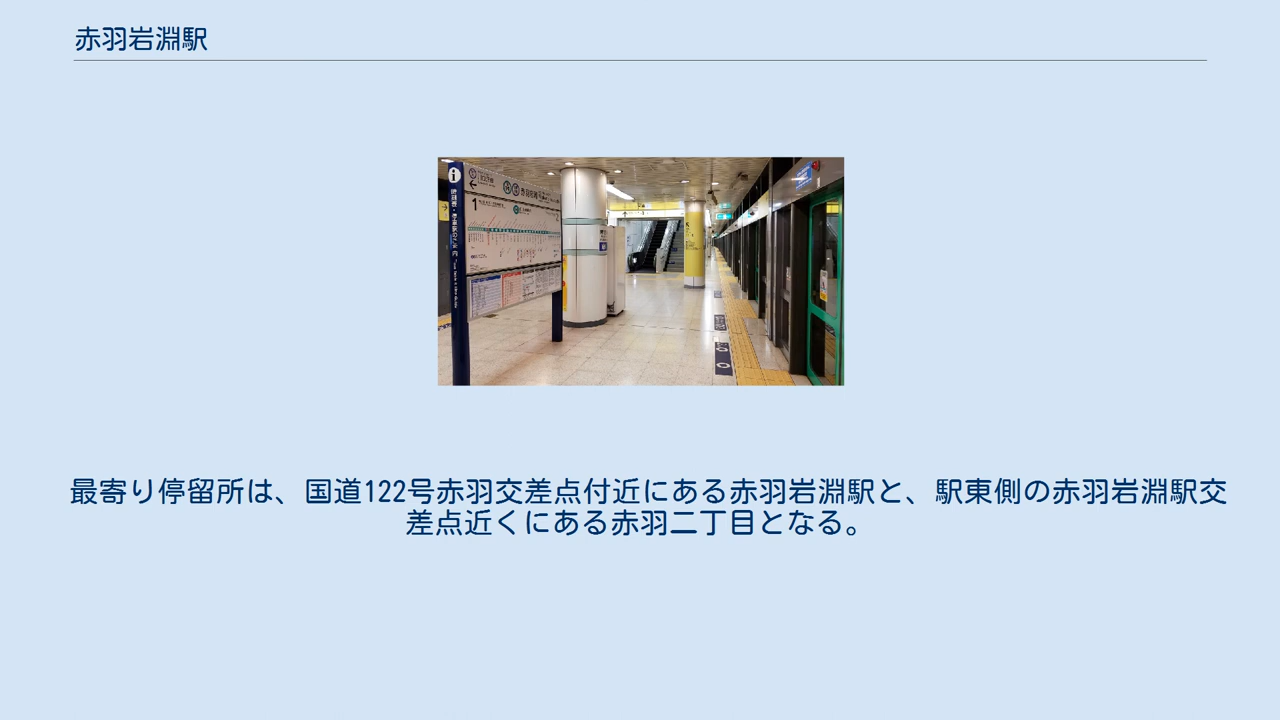 赤羽岩淵駅
1
最寄り停留所は、国道122号赤羽交差点付近にある赤羽岩淵駅と、駅東側の赤羽岩淵駅交
差点近くにある赤羽二丁目となる。